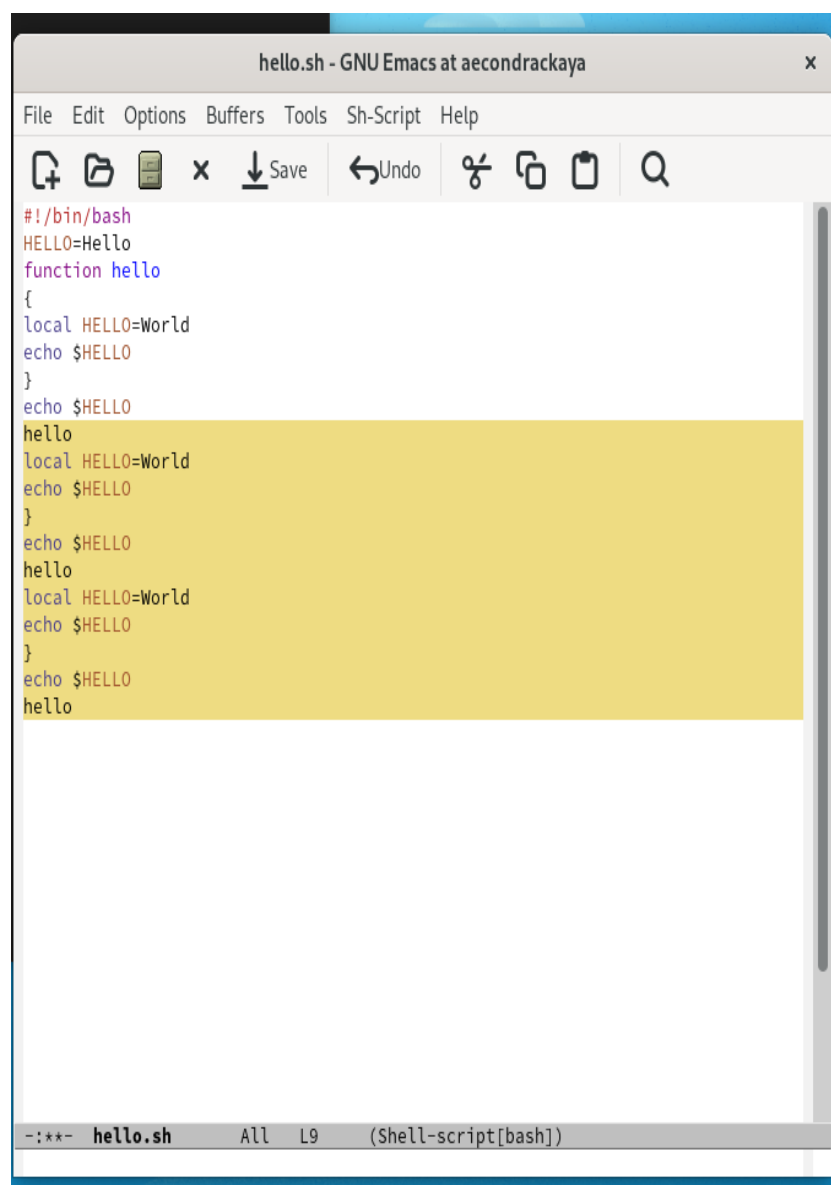 hello.sh - GNU Emacs at aecondrackaya x
File Edit Options Buffers Tools Sh-Script Help
Save Undo
#!/bin/bash
HELLO=Hello
function hello
{
local HELLO=World
echo $HELLO
}
echo $HELLO
hello
local HELLO=World
echo $HELLO
}
echo $HELLO
hello
local HELLO=World
echo $HELLO
}
echo $HELLO
hello
-:**- hello.sh All L9 (Shell-script[bash])